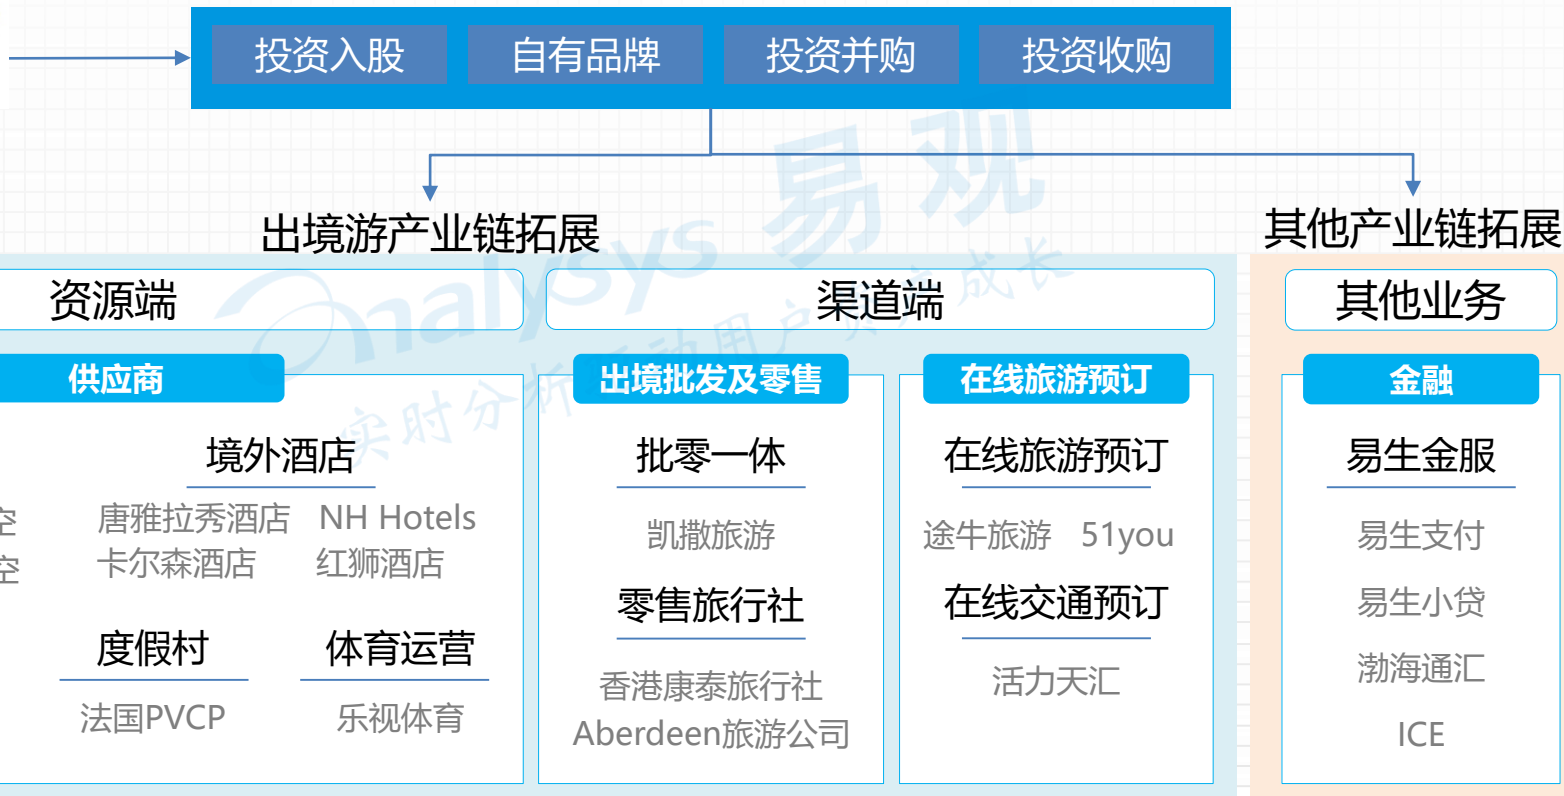 投资入股 自有品牌 投资并购 投资收购
出境游产业链拓展
其他产业链拓展
资源端
渠道端
其他业务
供应商
出境批发及零售
在线旅游预订
金融
境外酒店
空 唐雅拉秀酒店 NH Hotels
空 卡尔森酒店 红狮酒店
度假村
法国PVCP
体育运营
乐视体育
批零一体
凯撒旅游
零售旅行社
香港康泰旅行社
Aberdeen旅游公司
在线旅游预订
途牛旅游 51you
在线交通预订
活力天汇
易生金服
易生支付
易生小贷
渤海通汇
ICE
analysys 易观